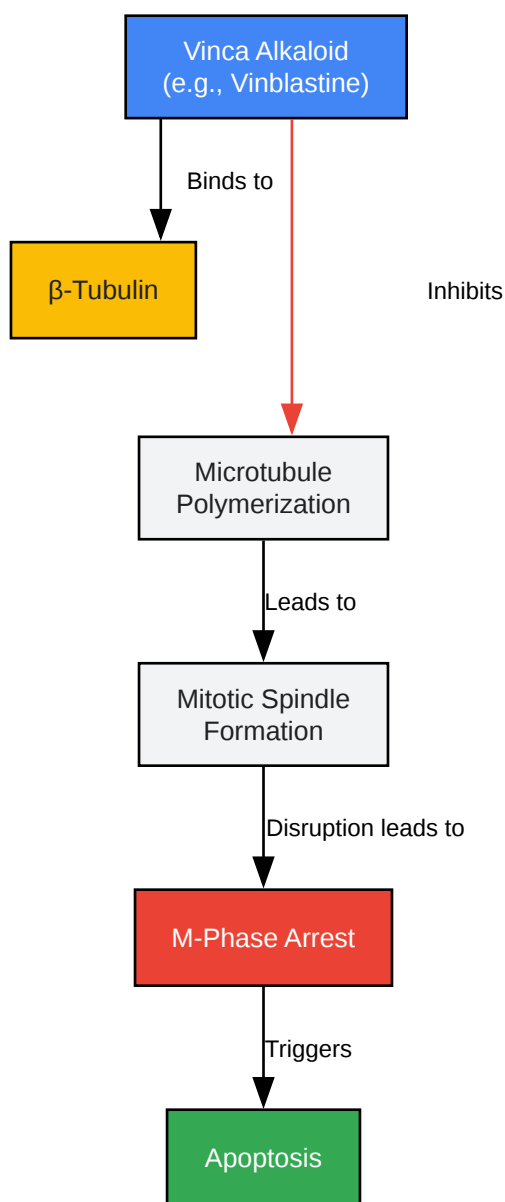 Vinca Alkaloid
(e.g., Vinblastine)
Binds to
β-Tubulin
Inhibits
Microtubule
Polymerization
Leads to
Mitotic Spindle
Formation
Disruption leads to
M-Phase Arrest
Triggers
Apoptosis